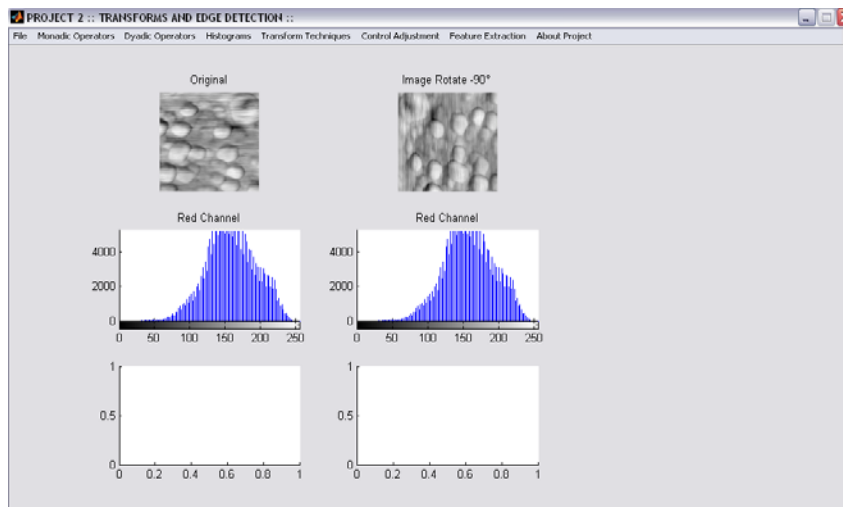 PROJECT 2 :: TRANSFORMS AND EDGE DETECTION ::
File Monadic Operators Dyadic Operators Histograms Transform Techniques Control Adjustment Feature Extraction About Project
Original Image Rotate -90°
Red Channel Red Channel
4000 4000
2000 2000
0 0
0 50 100 150 200 250 0 50 100 150 200 250
1 1
0.5 0.5
0 0
0 0.2 0.4 0.6 0.8 1 0 0.2 0.4 0.6 0.8 1